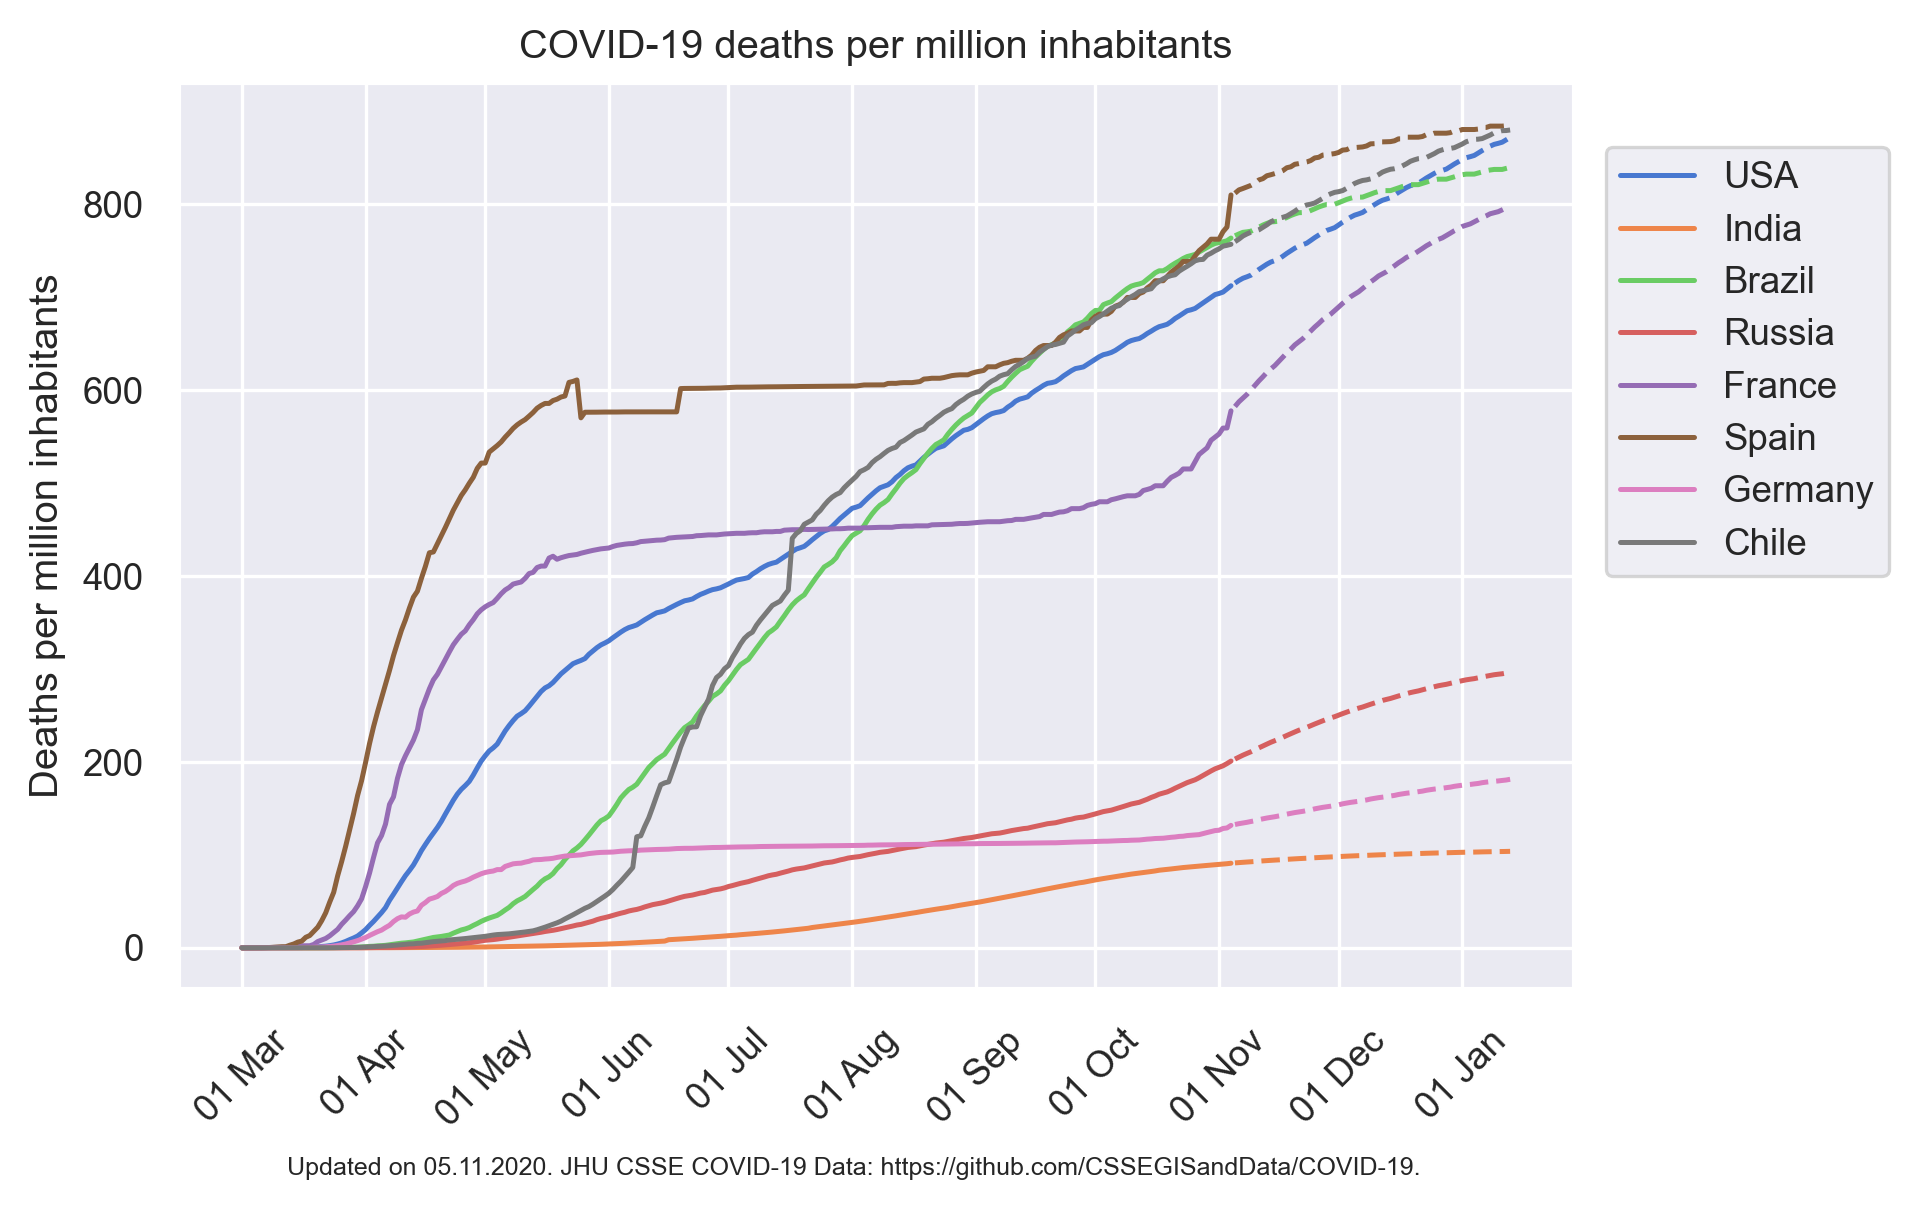 COVID-19 deaths per million inhabitants
Deaths per million inhabitants
800
600
400
200
0
01 Mar
01 Apr
01 May
01 Jun
01 Jul
01 Aug
01 Sep
01 Oct
01 Nov
01 Dec
01 Jan
USA
India
Brazil
Russia
France
Spain
Germany
Chile
Updated on 05.11.2020. JHU CSSE COVID-19 Data: https://github.com/CSSEGISandData/COVID-19.